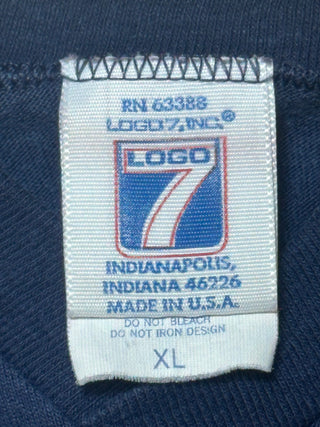 RN 63388
LOGO 7, INC.®
LOGO
7
INDIANAPOLIS,
INDIANA 46226
MADE IN U.S.A.
DO NOT BLEACH
DO NOT IRON DESIGN
XL